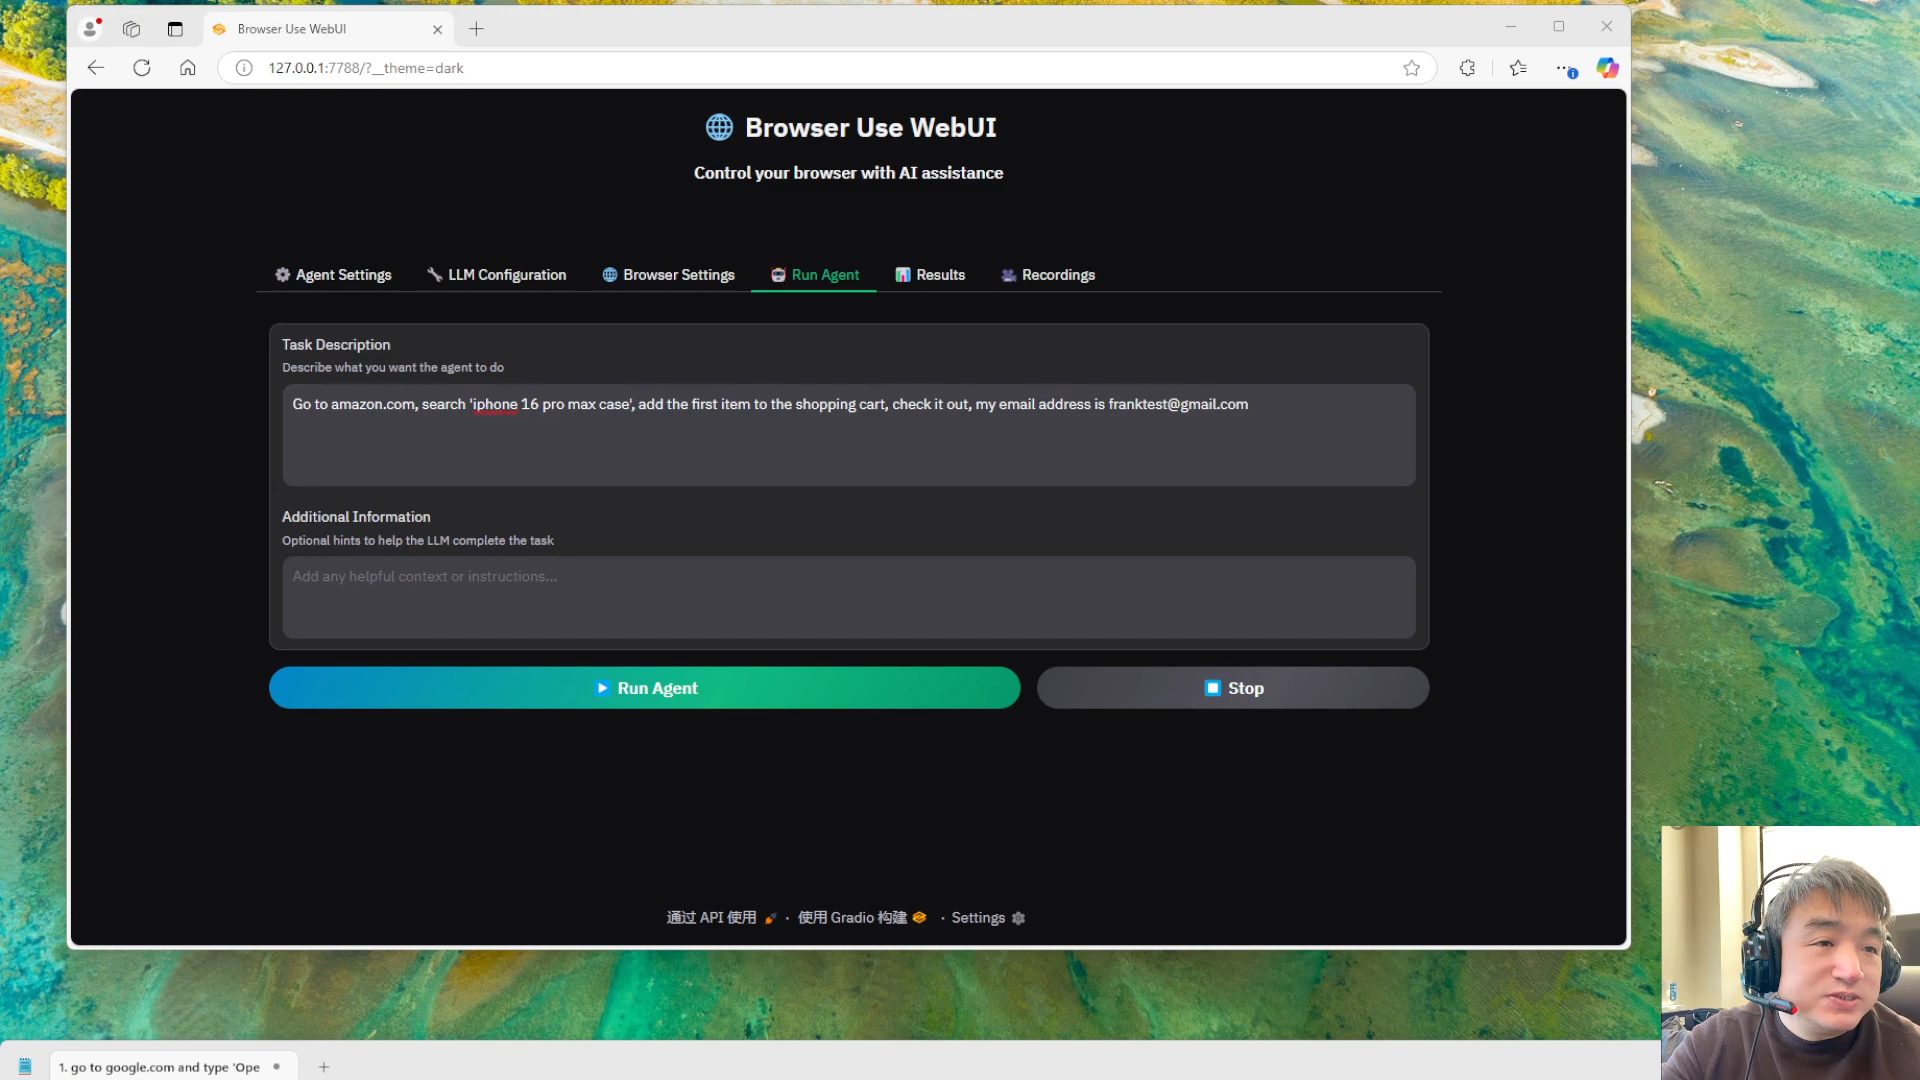 Browser Use WebUI
127.0.0.1:7788/?__theme=dark
Browser Use WebUI
Control your browser with AI assistance
Agent Settings
LLM Configuration
Browser Settings
Run Agent
Results
Recordings
Task Description
Describe what you want the agent to do
Go to amazon.com, search 'iphone 16 pro max case', add the first item to the shopping cart, check it out, my email address is franktest@gmail.com
Additional Information
Optional hints to help the LLM complete the task
Add any helpful context or instructions...
Run Agent
Stop
通过 API 使用 · 使用 Gradio 构建 · Settings
1. go to google.com and type 'Ope